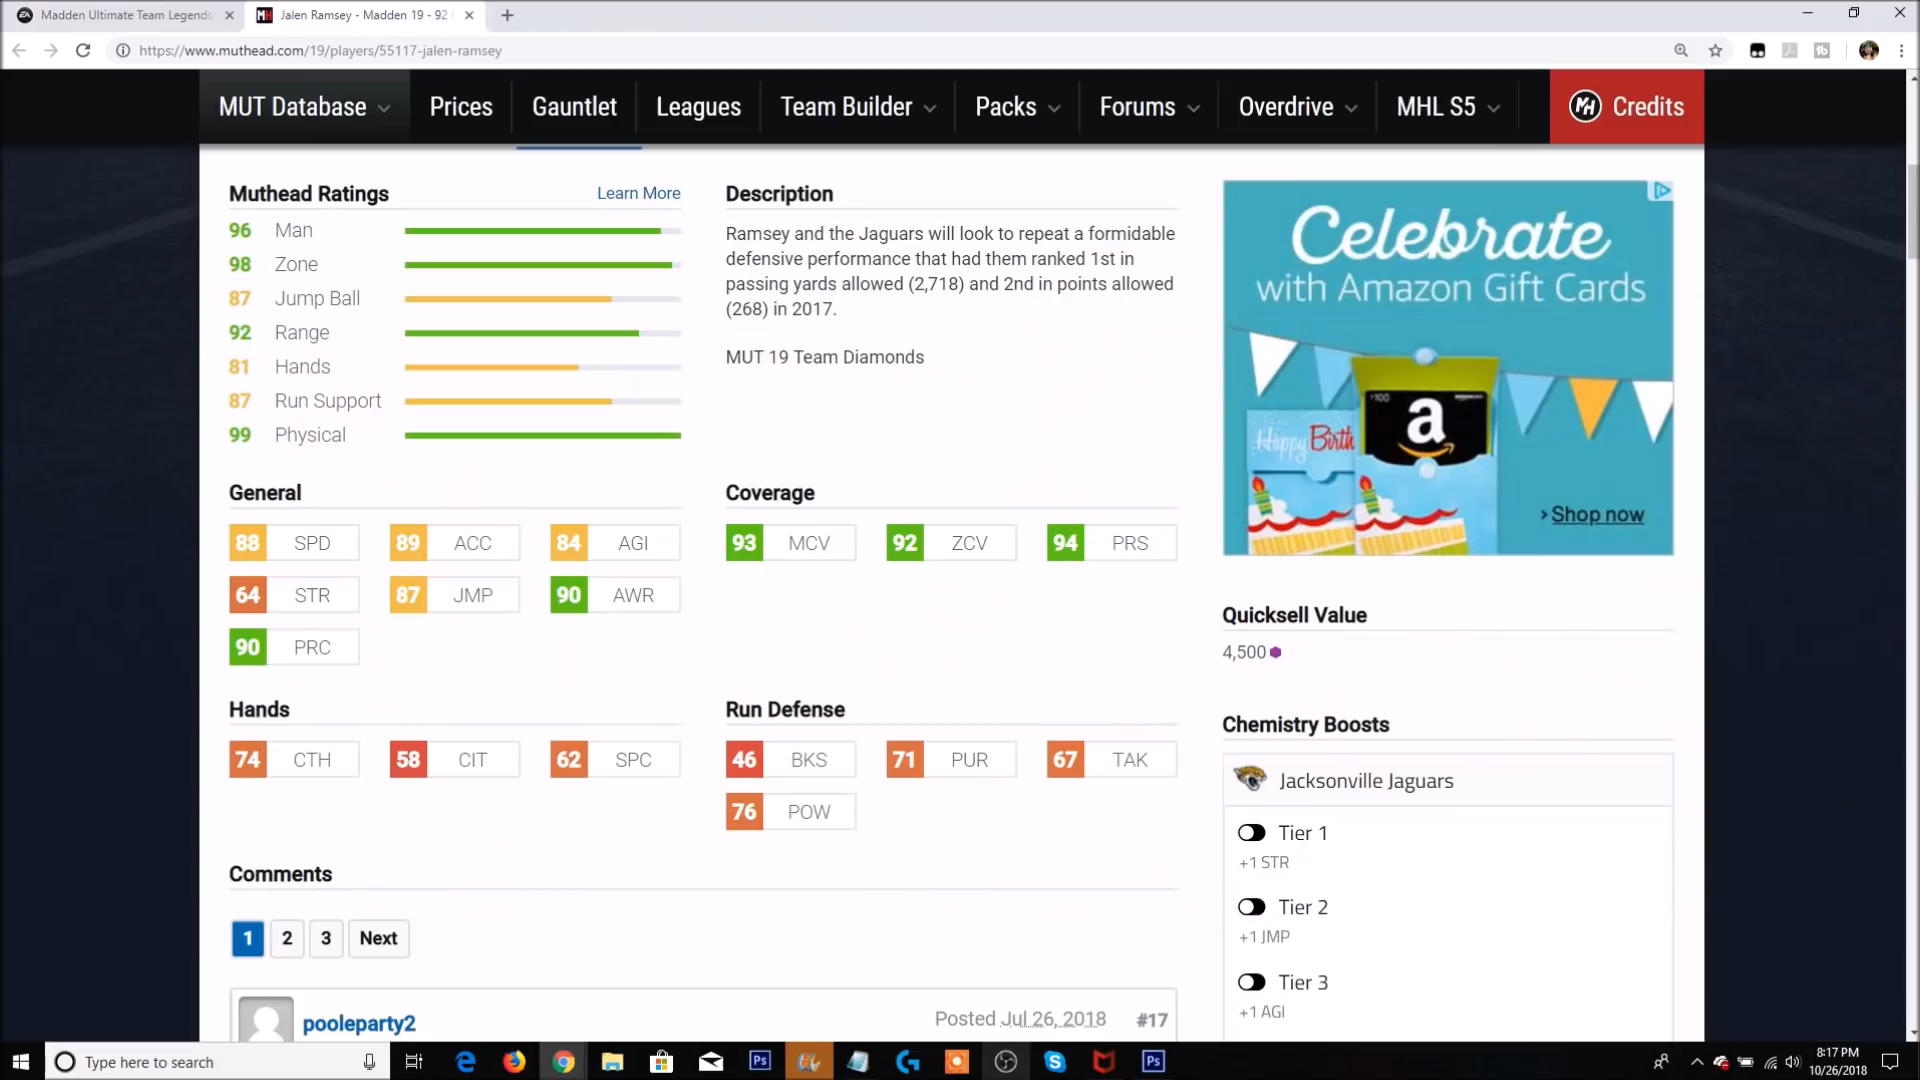 Madden Ultimate Team Legends
Jalen Ramsey - Madden 19 - 92
https://www.muthead.com/19/players/55117-jalen-ramsey
MUT Database
Prices
Gauntlet
Leagues
Team Builder
Packs
Forums
Overdrive
MHL S5
Credits
Muthead Ratings Learn More
96 Man
98 Zone
87 Jump Ball
92 Range
81 Hands
87 Run Support
99 Physical
Description
Ramsey and the Jaguars will look to repeat a formidable
defensive performance that had them ranked 1st in
passing yards allowed (2,718) and 2nd in points allowed
(268) in 2017.
MUT 19 Team Diamonds
General
88 SPD 89 ACC 84 AGI
64 STR 87 JMP 90 AWR
90 PRC
Coverage
93 MCV 92 ZCV 94 PRS
Hands
74 CTH 58 CIT 62 SPC
Run Defense
46 BKS 71 PUR 67 TAK
76 POW
Comments
1 2 3 Next
pooleparty2 Posted Jul 26, 2018 #17
Celebrate
with Amazon Gift Cards
$100
a
Happy Birth
> Shop now
Quicksell Value
4,500
Chemistry Boosts
Jacksonville Jaguars
Tier 1
+1 STR
Tier 2
+1 JMP
Tier 3
+1 AGI
Type here to search
8:17 PM
10/26/2018